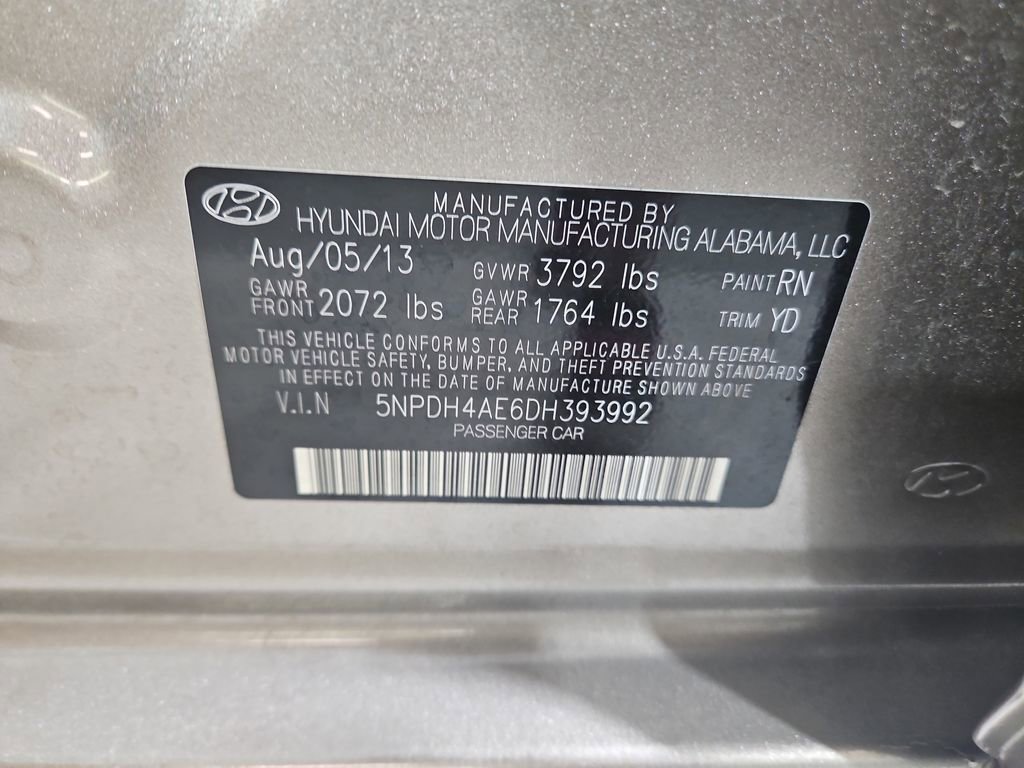 MANUFACTURED BY
HYUNDAI MOTOR MANUFACTURING ALABAMA, LLC
Aug/05/13 GVWR 3792 lbs PAINT RN
GAWR FRONT 2072 lbs GAWR REAR 1764 lbs TRIM YD
THIS VEHICLE CONFORMS TO ALL APPLICABLE U.S.A. FEDERAL
MOTOR VEHICLE SAFETY, BUMPER, AND THEFT PREVENTION STANDARDS
IN EFFECT ON THE DATE OF MANUFACTURE SHOWN ABOVE
V.I.N 5NPDH4AE6DH393992
PASSENGER CAR